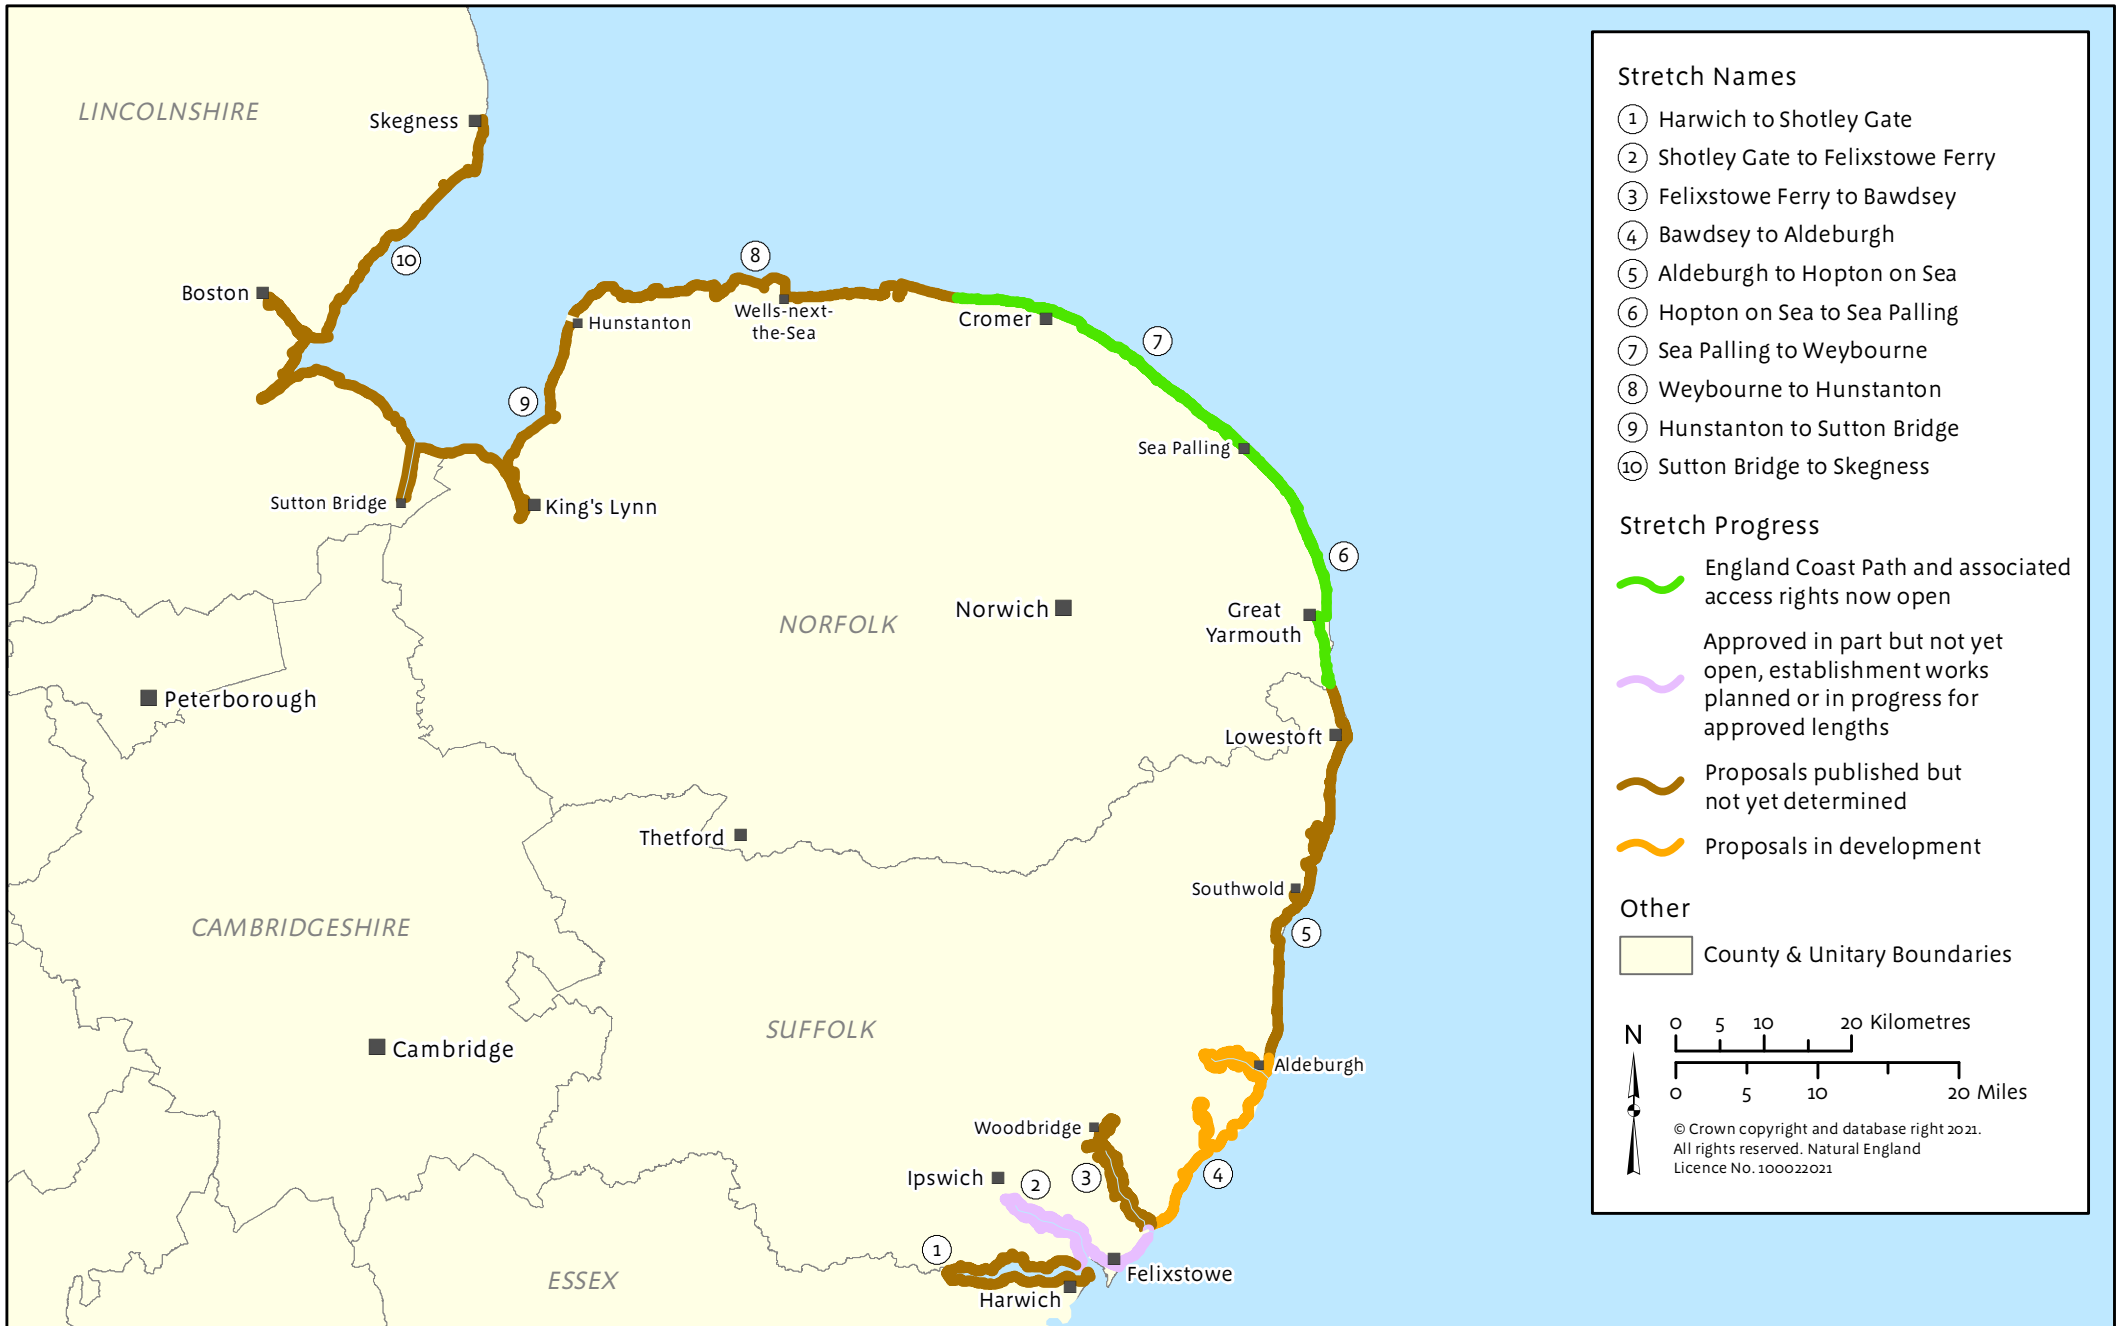 LINCOLNSHIRE
Skegness
10
Boston
8
Wells-next-
the-Sea
Hunstanton
Cromer
7
9
Sea Palling
Sutton Bridge
King's Lynn
6
Norwich
NORFOLK
Great
Yarmouth
Peterborough
Lowestoft
Thetford
Southwold
5
CAMBRIDGESHIRE
SUFFOLK
Cambridge
Aldeburgh
Woodbridge
Ipswich
2
3
4
1
Felixstowe
ESSEX
Harwich
Stretch Names
1 Harwich to Shotley Gate
2 Shotley Gate to Felixstowe Ferry
3 Felixstowe Ferry to Bawdsey
4 Bawdsey to Aldeburgh
5 Aldeburgh to Hopton on Sea
6 Hopton on Sea to Sea Palling
7 Sea Palling to Weybourne
8 Weybourne to Hunstanton
9 Hunstanton to Sutton Bridge
10 Sutton Bridge to Skegness
Stretch Progress
England Coast Path and associated
access rights now open
Approved in part but not yet
open, establishment works
planned or in progress for
approved lengths
Proposals published but
not yet determined
Proposals in development
Other
County & Unitary Boundaries
N
0 5 10 20 Kilometres
0 5 10 20 Miles
© Crown copyright and database right 2021.
All rights reserved. Natural England
Licence No. 100022021